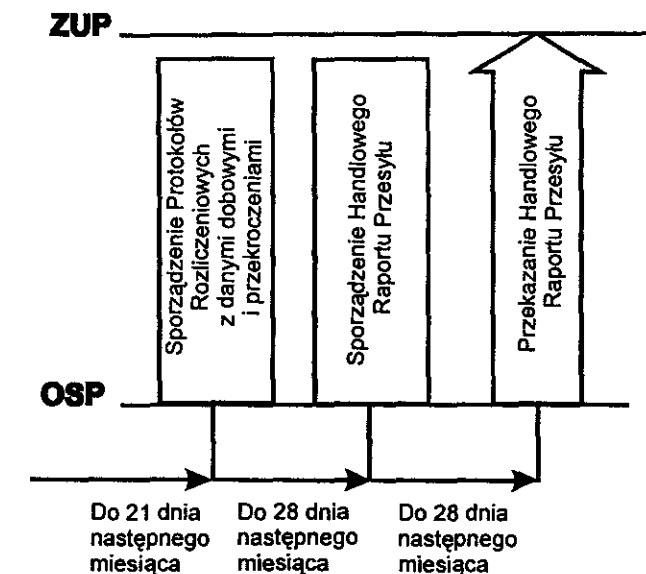 ZUP
Sporządzenie Protokołów
Rozliczeniowych
z danymi dobowymi
i przekroczeniami
Sporządzenie Handlowego
Raportu Przesyłu
Przekazanie Handlowego
Raportu Przesyłu
OSP
Do 21 dnia
następnego
miesiąca
Do 28 dnia
następnego
miesiąca
Do 28 dnia
następnego
miesiąca